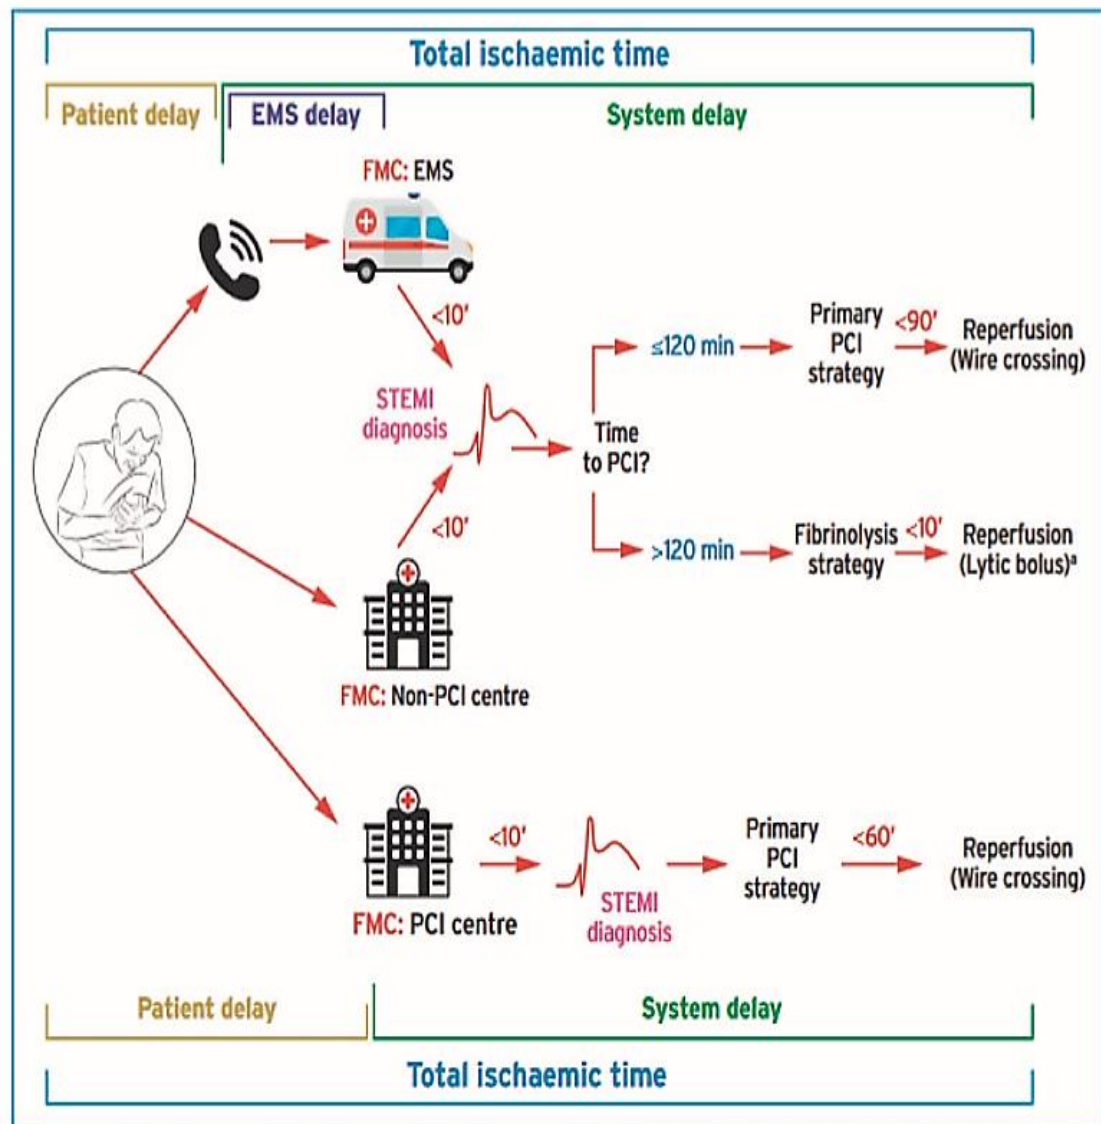 Total ischaemic time
Patient delay
EMS delay
System delay
FMC: EMS
<10'
STEMI
diagnosis
<10'
FMC: Non-PCI centre
Time
to PCI?
≤120 min
Primary
PCI
strategy
<90'
Reperfusion
(Wire crossing)
>120 min
Fibrinolysis
strategy
<10'
Reperfusion
(Lytic bolus)ª
FMC: PCI centre
<10'
STEMI
diagnosis
Primary
PCI
strategy
<60'
Reperfusion
(Wire crossing)
Patient delay
System delay
Total ischaemic time